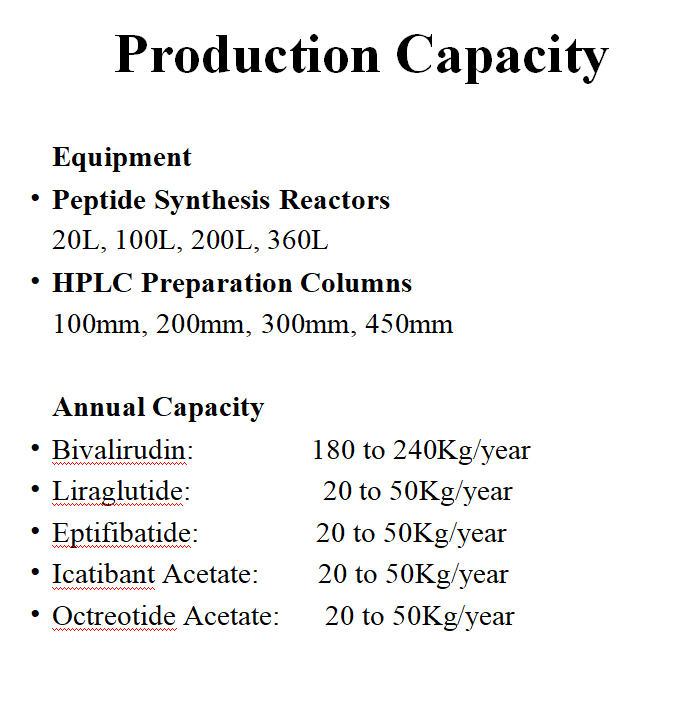 Production Capacity
Equipment
• Peptide Synthesis Reactors
20L, 100L, 200L, 360L
• HPLC Preparation Columns
100mm, 200mm, 300mm, 450mm
Annual Capacity
• Bivalirudin: 180 to 240Kg/year
• Liraglutide: 20 to 50Kg/year
• Eptifibatide: 20 to 50Kg/year
• Icatibant Acetate: 20 to 50Kg/year
• Octreotide Acetate: 20 to 50Kg/year